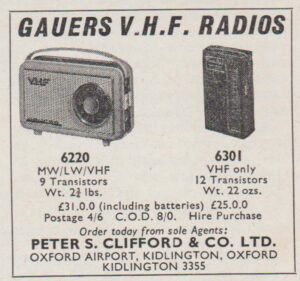 GAUERS V.H.F. RADIOS
VHF
6220
MW/LW/VHF
9 Transistors
Wt. 2¾ lbs.
6301
VHF only
12 Transistors
Wt. 22 ozs.
£31.0.0 (including batteries) £25.0.0
Postage 4/6 C.O.D. 8/0. Hire Purchase
Order today from sole Agents:
PETER S. CLIFFORD & CO. LTD.
OXFORD AIRPORT, KIDLINGTON, OXFORD
KIDLINGTON 3355